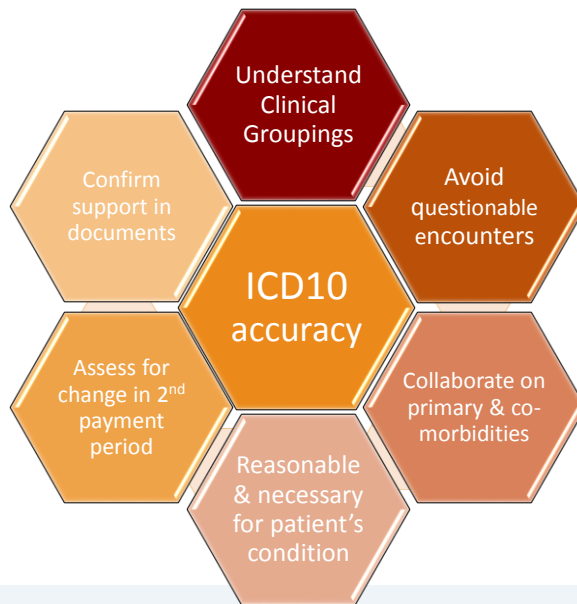 Understand
Clinical
Groupings
Avoid
questionable
encounters
Confirm
support in
documents
ICD10
accuracy
Collaborate on
primary & co-
morbidities
Assess for
change in 2nd
payment
period
Reasonable
& necessary
for patient's
condition